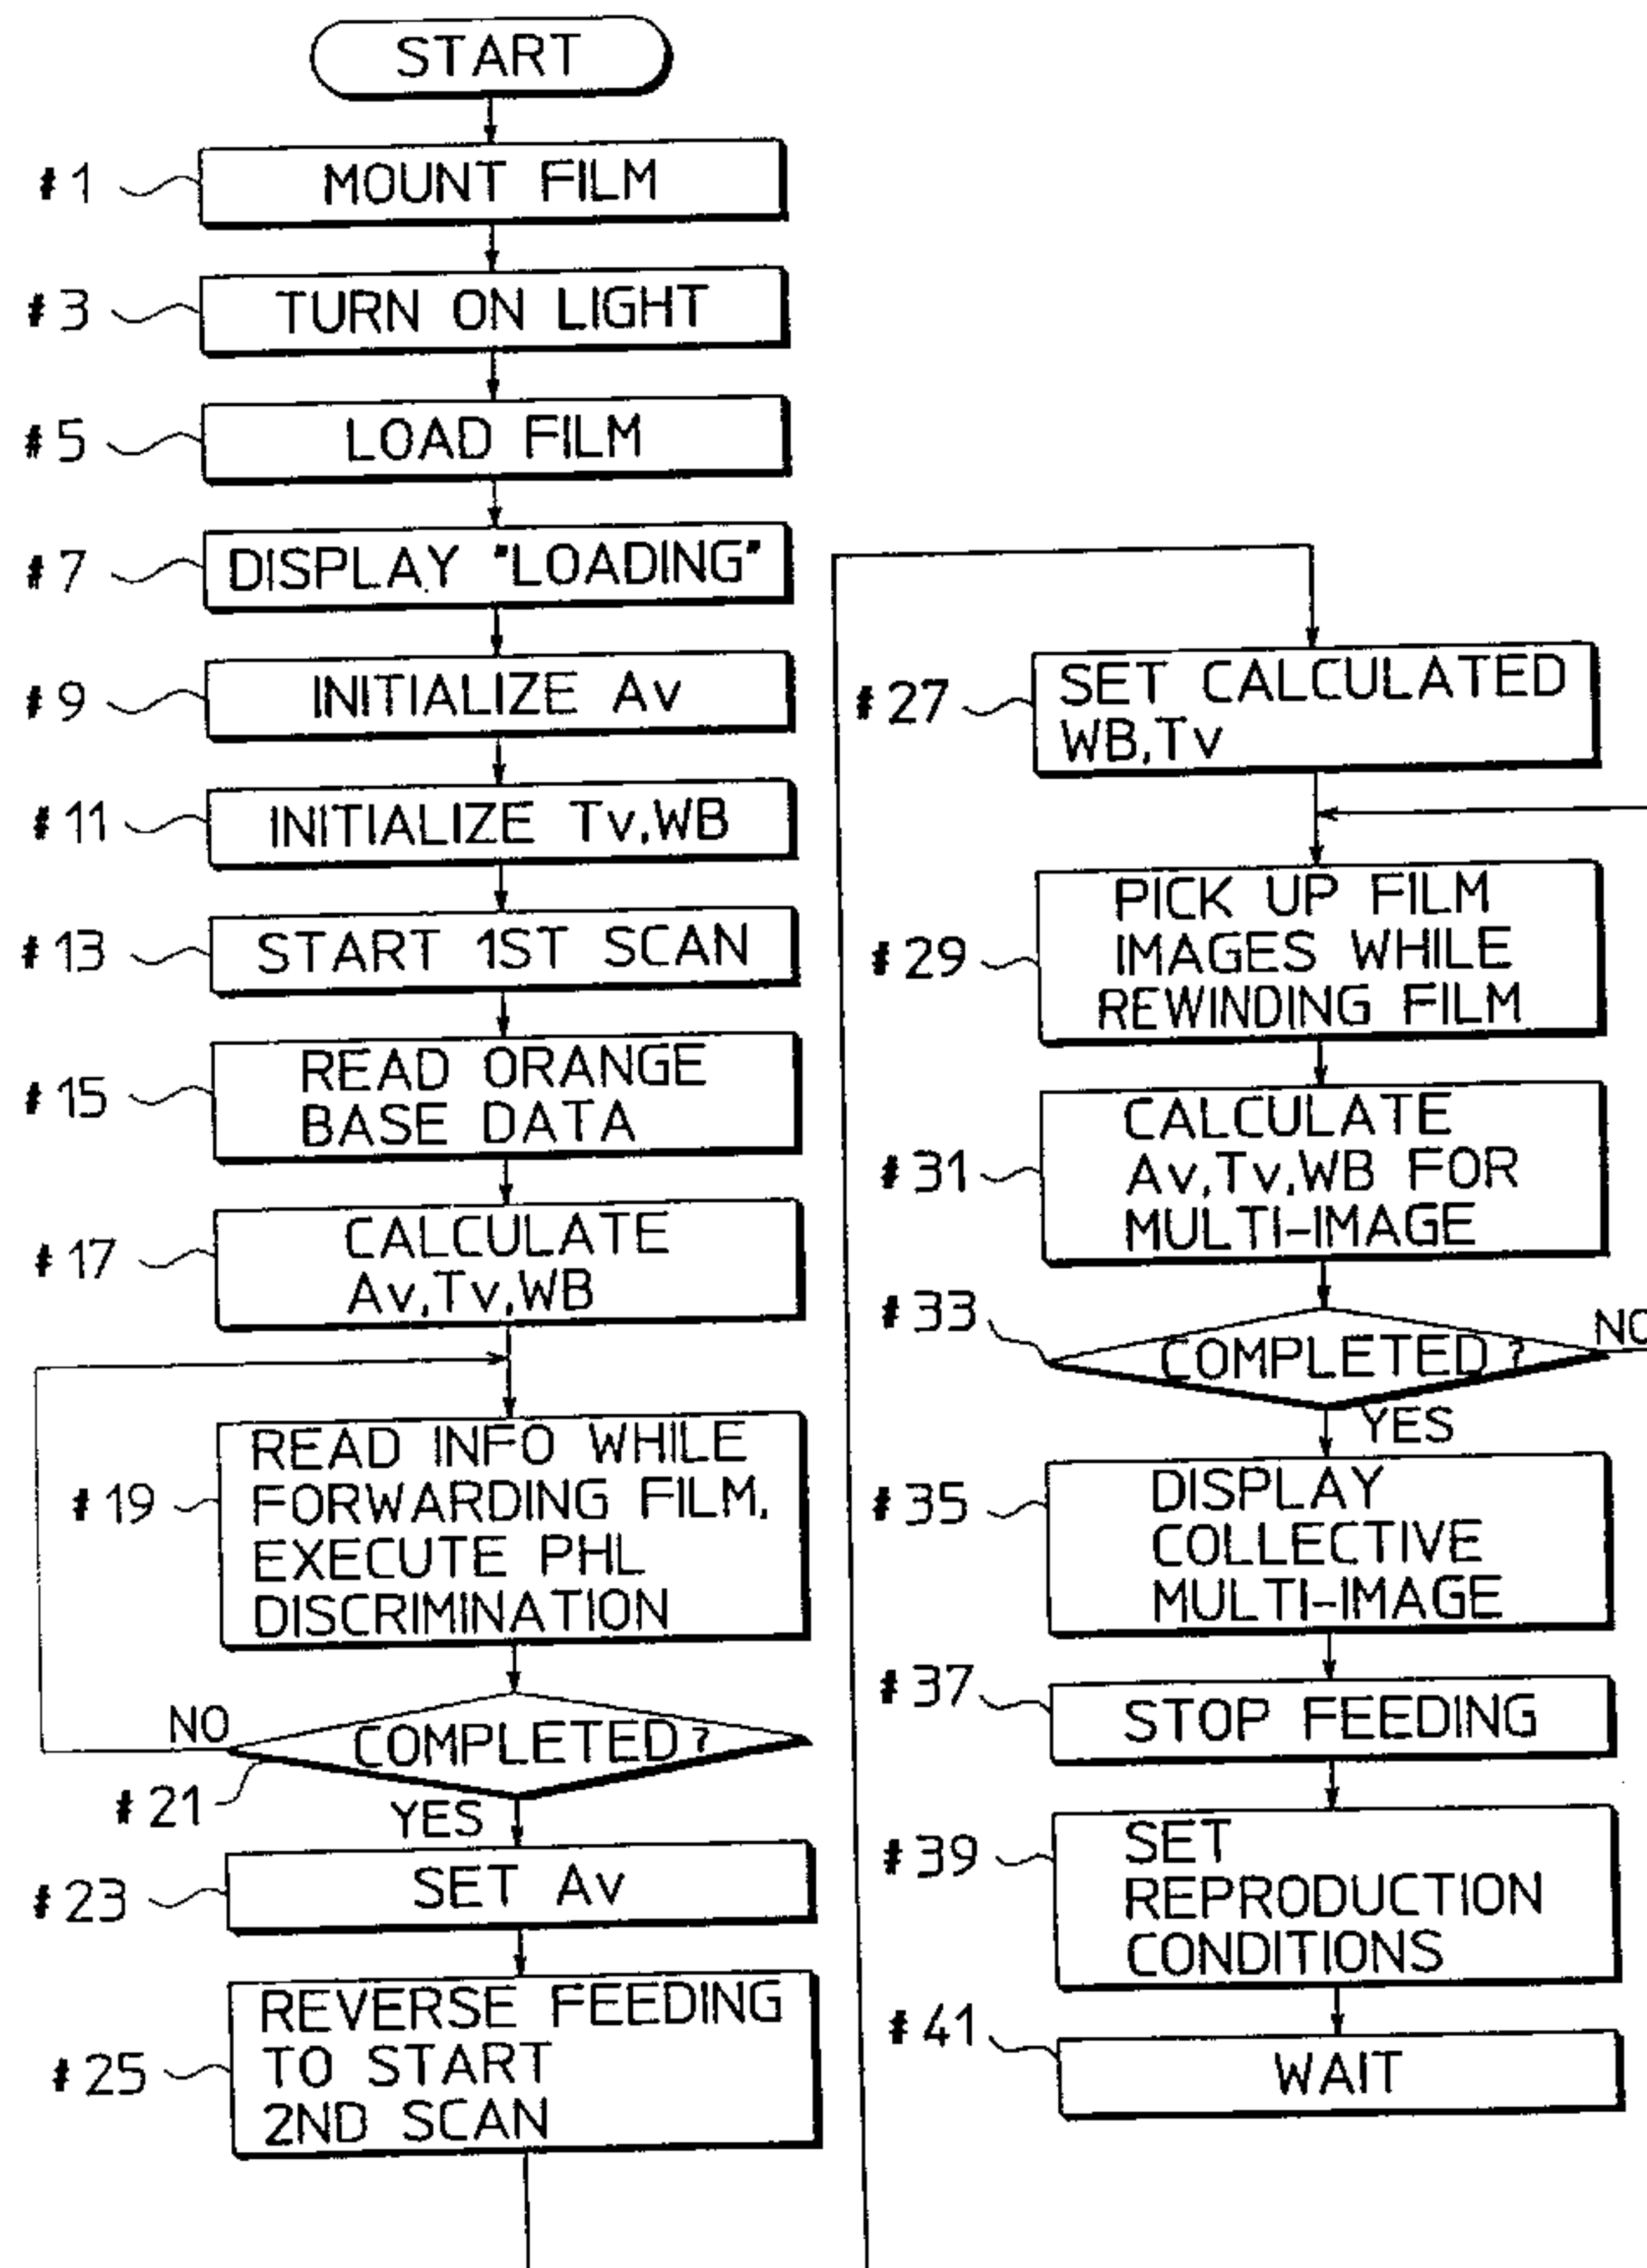 START
#1 MOUNT FILM
#3 TURN ON LIGHT
#5 LOAD FILM
#7 DISPLAY "LOADING"
#9 INITIALIZE Av
#11 INITIALIZE Tv,WB
#13 START 1ST SCAN
#15
READ ORANGE
BASE DATA
#17
CALCULATE
Av,Tv,WB
#19
READ INFO WHILE
FORWARDING FILM,
EXECUTE PHL
DISCRIMINATION
NO
COMPLETED?
#21
YES
#23 SET Av
#25
REVERSE FEEDING
TO START
2ND SCAN
#27
SET CALCULATED
WB,Tv
#29
PICK UP FILM
IMAGES WHILE
REWINDING FILM
#31
CALCULATE
Av,Tv,WB FOR
MULTI-IMAGE
#33
COMPLETED?
NO
YES
#35
DISPLAY
COLLECTIVE
MULTI-IMAGE
#37 STOP FEEDING
#39
SET
REPRODUCTION
CONDITIONS
#41 WAIT